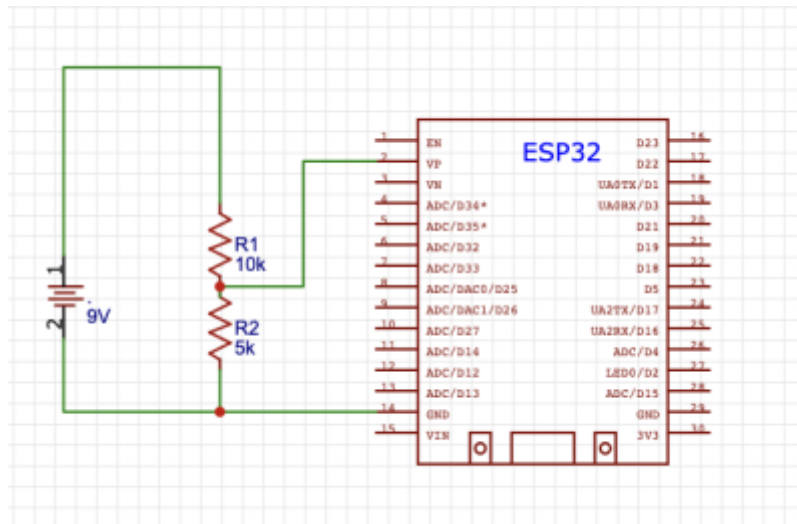 ESP32
1
9V
2
R1
10k
R2
5k
1 EN
2 VP
3 VN
4 ADC/D34*
5 ADC/D35*
6 ADC/D32
7 ADC/D33
8 ADC/DAC0/D25
9 ADC/DAC1/D26
10 ADC/D27
11 ADC/D14
12 ADC/D12
13 ADC/D13
14 GND
15 VIN
D23 16
D22 17
UA0TX/D1 18
UA0RX/D3 19
D21 20
D19 21
D18 22
D5 23
UA2TX/D17 24
UA2RX/D16 25
ADC/D4 26
LED0/D2 27
ADC/D15 28
GND 29
3V3 30